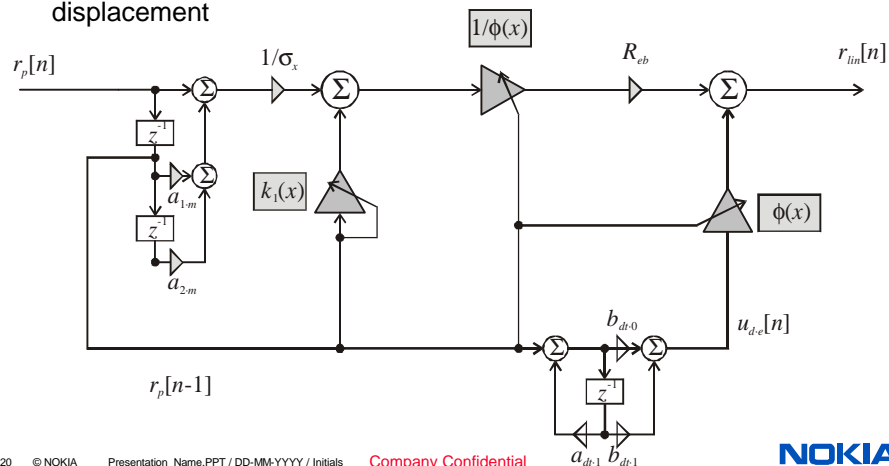 displacement
1/ϕ(x)
r_p[n]
1/σ_x
R_eb
r_lin[n]
Σ
Σ
Σ
z^-1
a_1·m
Σ
k_1(x)
z^-1
ϕ(x)
a_2·m
b_dt·0
u_d·e[n]
Σ
Σ
r_p[n-1]
z^-1
a_dt·1
b_dt·1
20 © NOKIA Presentation_Name.PPT / DD-MM-YYYY / Initials Company Confidential
NOKIA